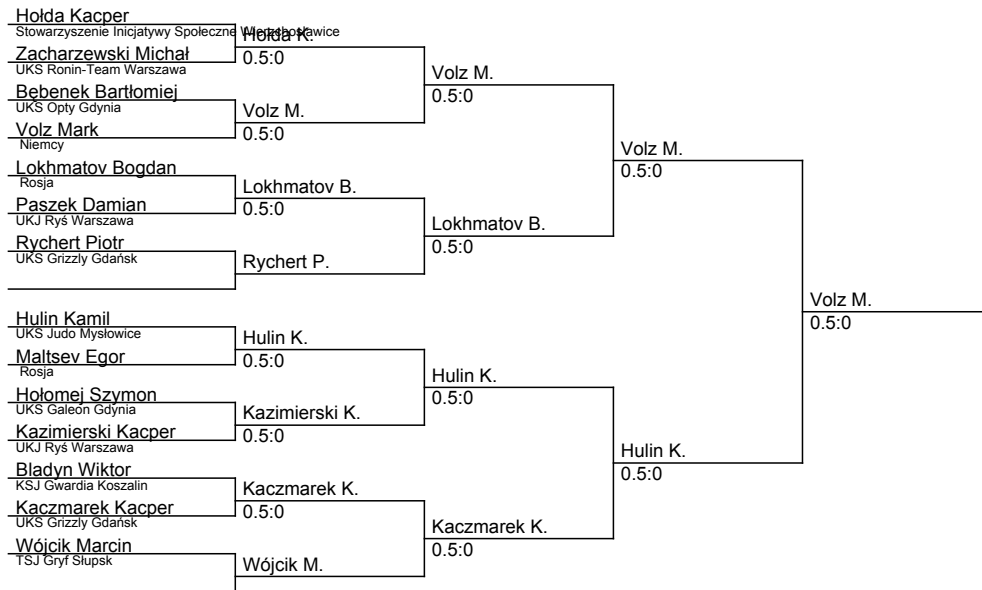 Hołda Kacper
Stowarzyszenie Inicjatywy Społeczne Wierzchosławice
Hołda K.
Zacharzewski Michał
0.5:0
UKS Ronin-Team Warszawa
Volz M.
Bębenek Bartłomiej
0.5:0
UKS Opty Gdynia
Volz M.
Volz Mark
0.5:0
Niemcy
Volz M.
Lokhmatov Bogdan
0.5:0
Rosja
Lokhmatov B.
Paszek Damian
0.5:0
UKJ Ryś Warszawa
Lokhmatov B.
Rychert Piotr
0.5:0
UKS Grizzly Gdańsk
Rychert P.
Volz M.
0.5:0
Hulin Kamil
UKS Judo Mysłowice
Hulin K.
Maltsev Egor
0.5:0
Rosja
Hulin K.
Hołomej Szymon
0.5:0
UKS Galeon Gdynia
Kazimierski K.
Kazimierski Kacper
0.5:0
UKJ Ryś Warszawa
Hulin K.
Bladyn Wiktor
0.5:0
KSJ Gwardia Koszalin
Kaczmarek K.
Kaczmarek Kacper
0.5:0
UKS Grizzly Gdańsk
Kaczmarek K.
Wójcik Marcin
0.5:0
TSJ Gryf Słupsk
Wójcik M.